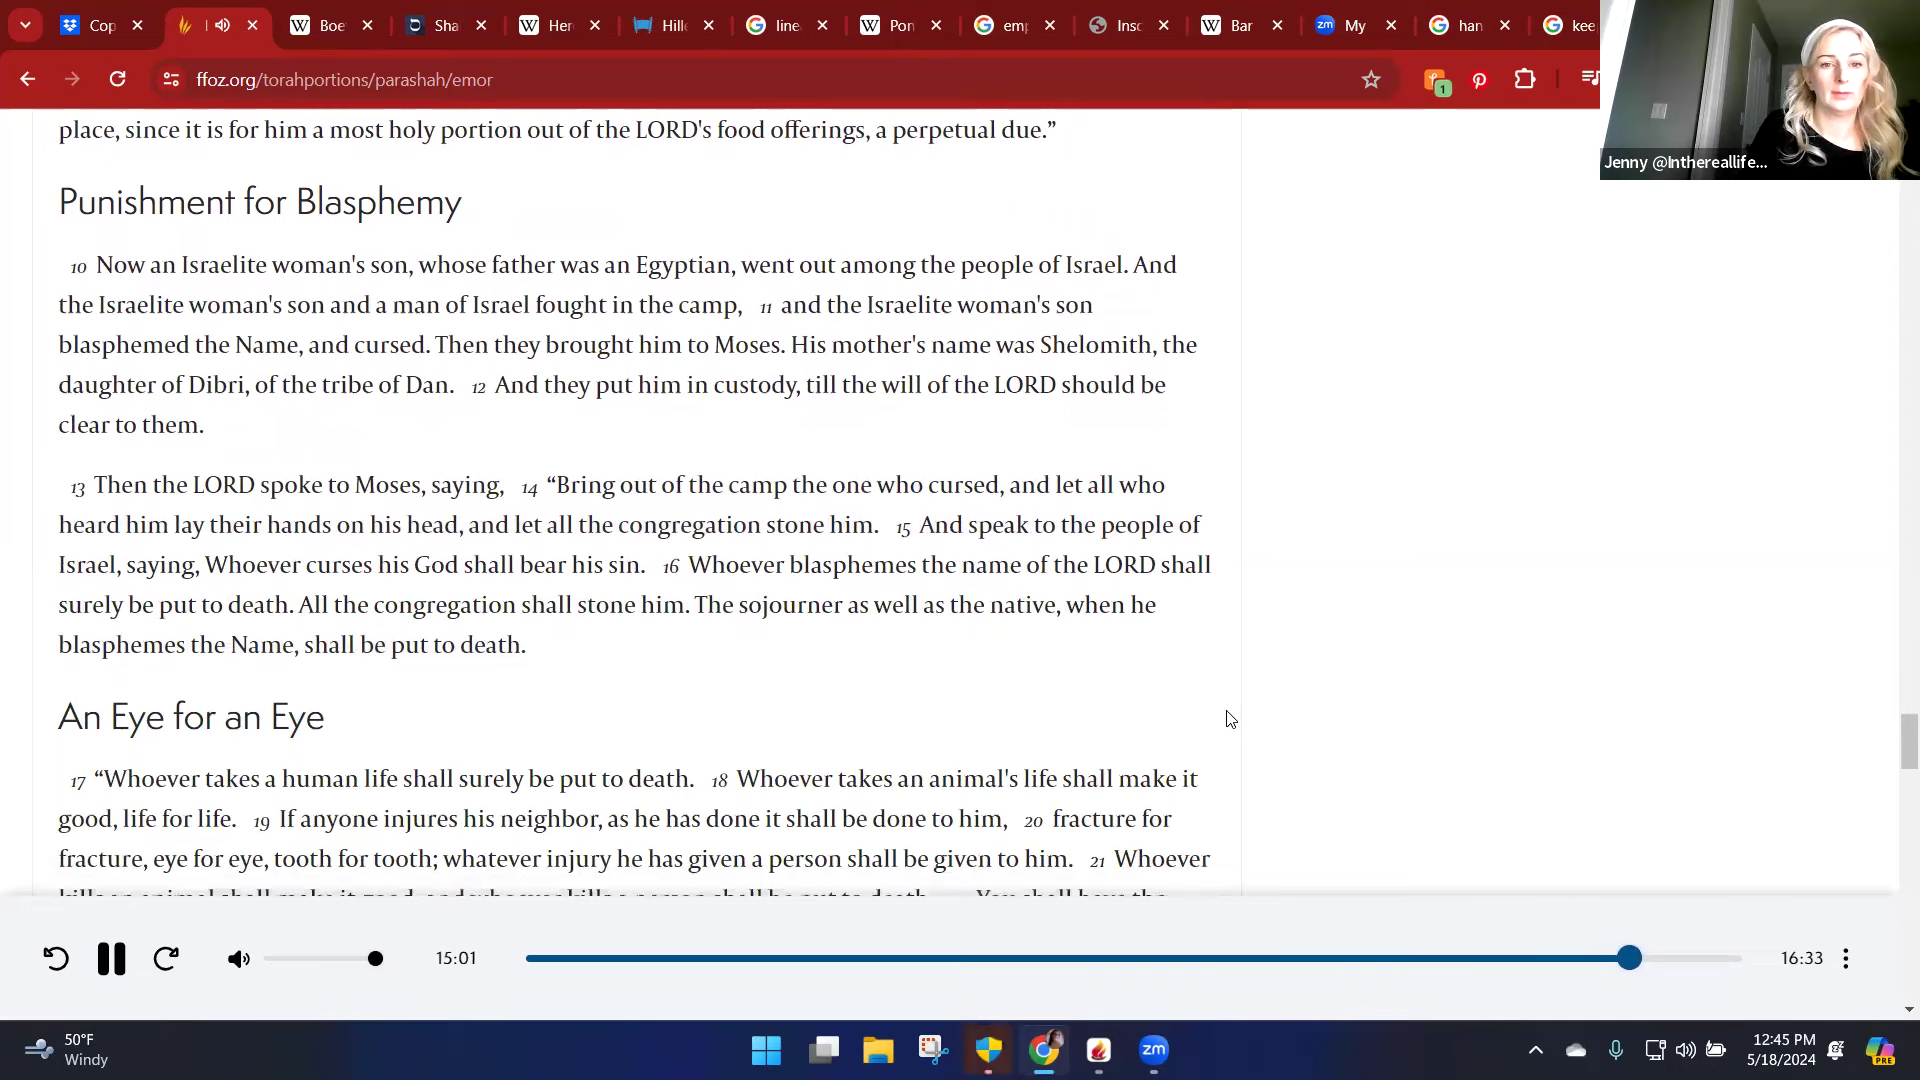 Cop
Boe
Sha
Her
Hille
line
Pon
emp
Insc
Bar
zm My
han
kee
ffoz.org/torahportions/parashah/emor
1
Jenny @Inthereallife...
place, since it is for him a most holy portion out of the LORD's food offerings, a perpetual due.”
Punishment for Blasphemy
10 Now an Israelite woman's son, whose father was an Egyptian, went out among the people of Israel. And
the Israelite woman's son and a man of Israel fought in the camp, 11 and the Israelite woman's son
blasphemed the Name, and cursed. Then they brought him to Moses. His mother's name was Shelomith, the
daughter of Dibri, of the tribe of Dan. 12 And they put him in custody, till the will of the LORD should be
clear to them.
13 Then the LORD spoke to Moses, saying, 14 “Bring out of the camp the one who cursed, and let all who
heard him lay their hands on his head, and let all the congregation stone him. 15 And speak to the people of
Israel, saying, Whoever curses his God shall bear his sin. 16 Whoever blasphemes the name of the LORD shall
surely be put to death. All the congregation shall stone him. The sojourner as well as the native, when he
blasphemes the Name, shall be put to death.
An Eye for an Eye
17 “Whoever takes a human life shall surely be put to death. 18 Whoever takes an animal's life shall make it
good, life for life. 19 If anyone injures his neighbor, as he has done it shall be done to him, 20 fracture for
fracture, eye for eye, tooth for tooth; whatever injury he has given a person shall be given to him. 21 Whoever
15:01
16:33
50°F
Windy
zm
12:45 PM
5/18/2024
PRE